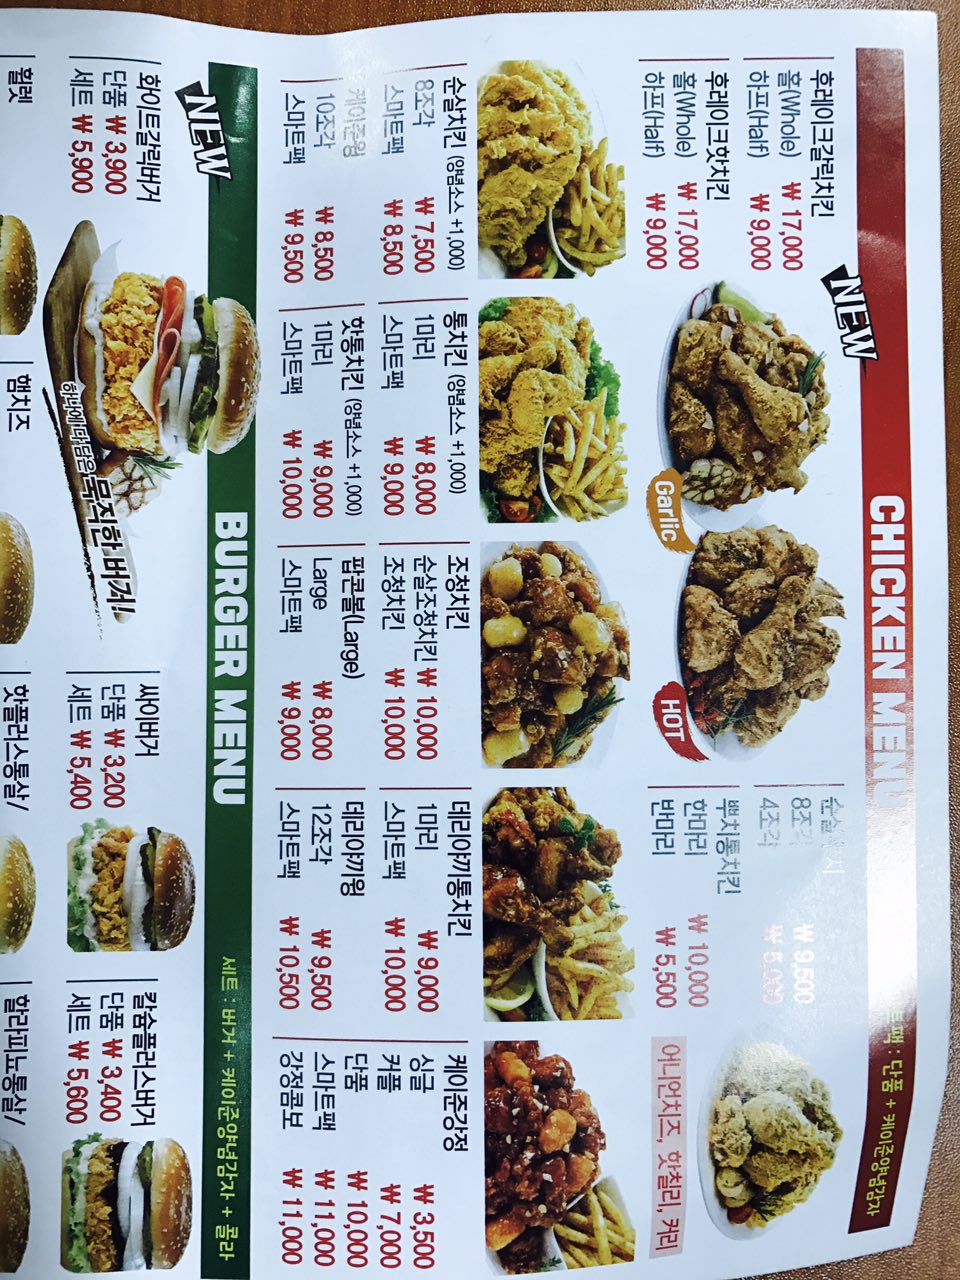 CHICKEN MENU
단품 + 케이준양념감자
NEW
후레이크갈릭치킨
홀(Whole) ₩ 17,000
하프(Half) ₩ 9,000
후레이크핫치킨
홀(Whole) ₩ 17,000
하프(Half) ₩ 9,000
Garlic
HOT
8조각 ₩ 9,500
4조각 ₩ 5,000
뿌치통치킨
한마리 ₩ 10,000
반마리 ₩ 5,500
어니언치즈, 핫칠리, 커리
순살치킨 (양념소스 +1,000)
8조각 ₩ 7,500
스마트팩 ₩ 8,500
케이준윙
10조각 ₩ 8,500
스마트팩 ₩ 9,500
통치킨 (양념소스 +1,000)
1마리 ₩ 8,000
스마트팩 ₩ 9,000
핫통치킨 (양념소스 +1,000)
1마리 ₩ 9,000
스마트팩 ₩ 10,000
조청치킨
순살조청치킨 ₩ 10,000
조청치킨 ₩ 10,000
팝콘볼(Large)
Large ₩ 8,000
스마트팩 ₩ 9,000
데리야끼통치킨
1마리 ₩ 9,000
스마트팩 ₩ 10,000
데리야끼윙
12조각 ₩ 9,500
스마트팩 ₩ 10,500
케이준강정
싱글 ₩ 3,500
커플 ₩ 7,000
단품 ₩ 10,000
스마트팩 ₩ 11,000
강정콤보 ₩ 11,000
NEW
BURGER MENU
세트 : 버거 + 케이준양념감자 + 콜라
화이트갈릭버거
단품 ₩ 3,900
세트 ₩ 5,900
하나에 다 담은 묵직한 버거!
싸이버거
단품 ₩ 3,200
세트 ₩ 5,400
칼슘플러스버거
단품 ₩ 3,400
세트 ₩ 5,600
휠렛
햄치즈
핫플러스통살/
할라피뇨통살/